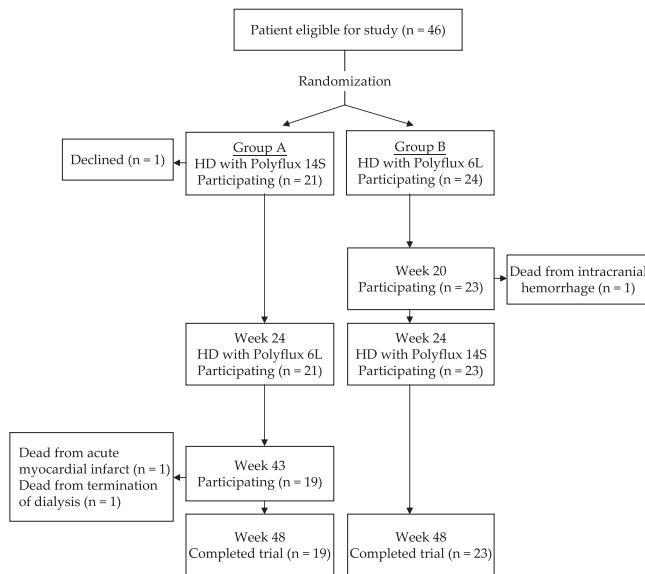 Patient eligible for study (n = 46)
Randomization
Declined (n = 1)
Group A
HD with Polyflux 14S
Participating (n = 21)
Group B
HD with Polyflux 6L
Participating (n = 24)
Week 20
Participating (n = 23)
Dead from intracranial
hemorrhage (n = 1)
Week 24
HD with Polyflux 6L
Participating (n = 21)
Week 24
HD with Polyflux 14S
Participating (n = 23)
Dead from acute
myocardial infarct (n = 1)
Dead from termination
of dialysis (n = 1)
Week 43
Participating (n = 19)
Week 48
Completed trial (n = 19)
Week 48
Completed trial (n = 23)